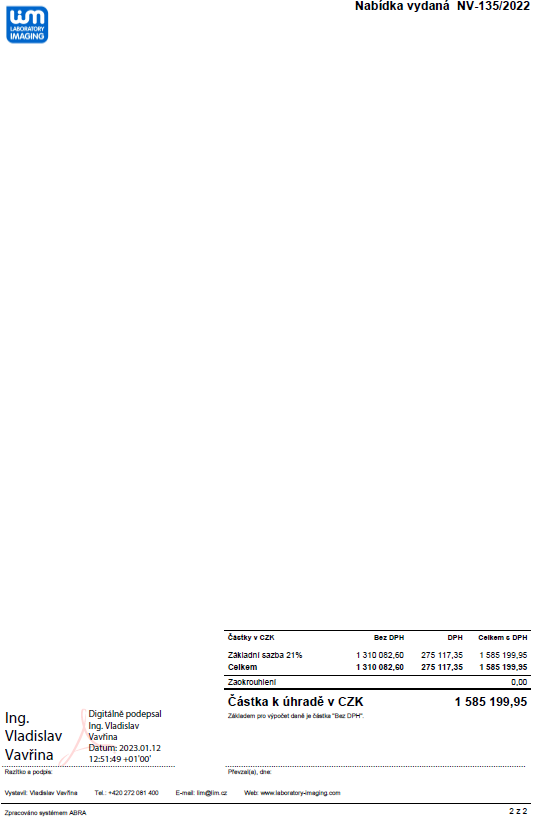 Nabídka vydaná NV-135/2022
LIM
LABORATORY
IMAGING
Částky v CZK Bez DPH DPH Celkem s DPH
Základní sazba 21% 1 310 082,60 275 117,35 1 585 199,95
Celkem 1 310 082,60 275 117,35 1 585 199,95
Zaokrouhlení 0,00
Částka k úhradě v CZK 1 585 199,95
Základem pro výpočet daně je částka "Bez DPH".
Ing.
Vladislav
Vavřina
Digitálně podepsal
Ing. Vladislav
Vavřina
Datum: 2023.01.12
12:51:49 +01'00'
Razítko a podpis: Převzal(a), dne:
Vystavil: Vladislav Vavřina Tel.: +420 272 081 400 E-mail: lim@lim.cz Web: www.laboratory-imaging.com
Zpracováno systémem ABRA 2 z 2